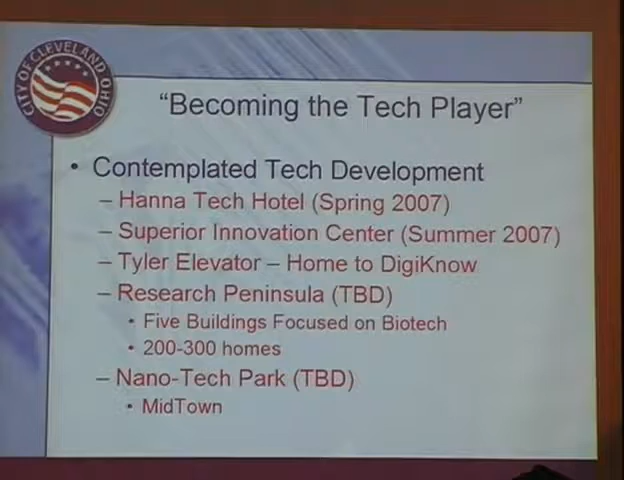 CITY OF CLEVELAND OHIO
“Becoming the Tech Player”
• Contemplated Tech Development
– Hanna Tech Hotel (Spring 2007)
– Superior Innovation Center (Summer 2007)
– Tyler Elevator – Home to DigiKnow
– Research Peninsula (TBD)
• Five Buildings Focused on Biotech
• 200-300 homes
– Nano-Tech Park (TBD)
• MidTown